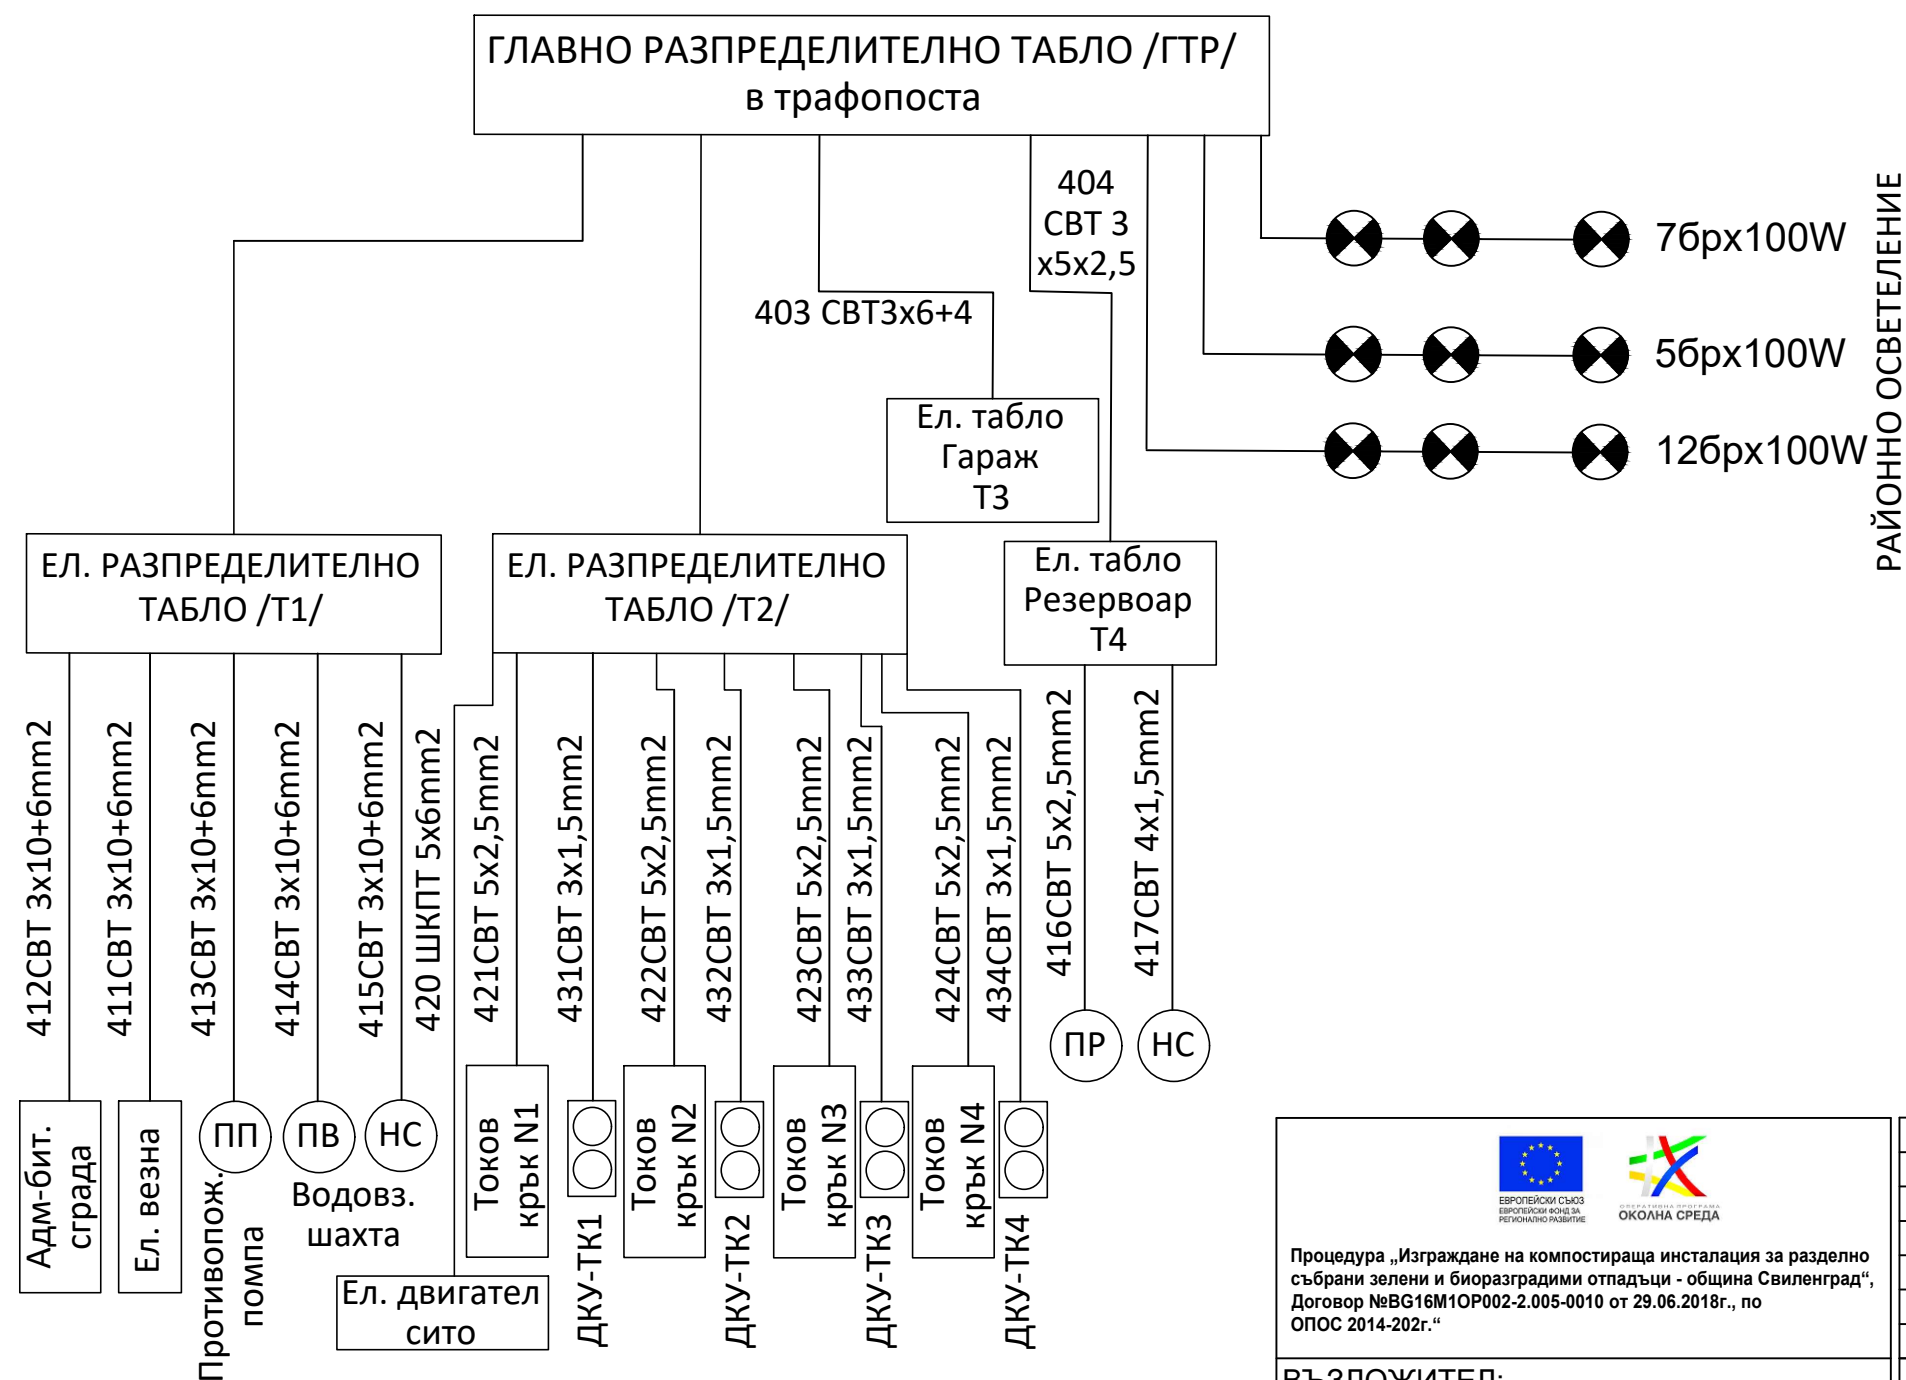 ГЛАВНО РАЗПРЕДЕЛИТЕЛНО ТАБЛО /ГТР/
в трафопоста
404
СВТ 3
х5х2,5
403 СВТ3х6+4
7брх100W
5брх100W
12брх100W
РАЙОННО ОСВЕТЕЛЕНИЕ
Ел. табло
Гараж
Т3
ЕЛ. РАЗПРЕДЕЛИТЕЛНО
ТАБЛО /Т1/
ЕЛ. РАЗПРЕДЕЛИТЕЛНО
ТАБЛО /Т2/
Ел. табло
Резервоар
Т4
412СВТ 3х10+6mm2
411СВТ 3х10+6mm2
413СВТ 3х10+6mm2
414СВТ 3х10+6mm2
415СВТ 3х10+6mm2
420 ШКПТ 5х6mm2
421СВТ 5х2,5mm2
431СВТ 3х1,5mm2
422СВТ 5х2,5mm2
432СВТ 3х1,5mm2
423СВТ 5х2,5mm2
433СВТ 3х1,5mm2
424СВТ 5х2,5mm2
434СВТ 3х1,5mm2
416СВТ 5х2,5mm2
417СВТ 4х1,5mm2
ПР
НС
Адм-бит.
сграда
Ел. везна
ПП
Противопож.
помпа
ПВ
НС
Водовз.
шахта
Ел. двигател
сито
Токов
крък N1
ДКУ-ТК1
Токов
крък N2
ДКУ-ТК2
Токов
крък N3
ДКУ-ТК3
Токов
крък N4
ДКУ-ТК4
ЕВРОПЕЙСКИ СЪЮЗ
ЕВРОПЕЙСКИ ФОНД ЗА
РЕГИОНАЛНО РАЗВИТИЕ
ОПЕРАТИВНА ПРОГРАМА
ОКОЛНА СРЕДА
Процедура „Изграждане на компостираща инсталация за разделно
събрани зелени и биоразградими отпадъци - община Свиленград“,
Договор №BG16M1OP002-2.005-0010 от 29.06.2018г., по
ОПОС 2014-202г.“
ВЪЗЛОЖИТЕЛ: